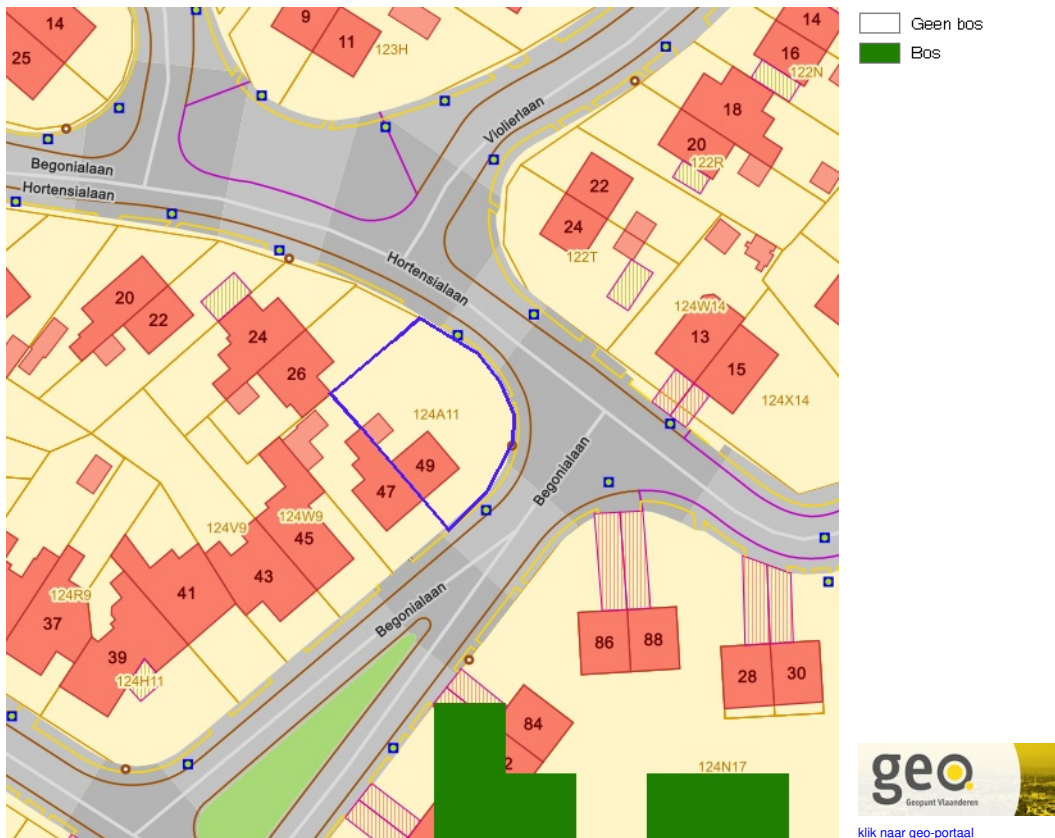 14
25
9
11
123H
14
16
122N
Geen bos
Bos
18
20
122R
Violierlaan
Begonialaan
Hortensialaan
22
24
122T
Hortensialaan
20
22
24
26
124W14
13
15
124X14
124A11
49
47
Begonialaan
124W9
45
124V9
43
41
124R9
37
39
124H11
Begonialaan
86
88
28
30
84
2
124N17
geo
Geopunt Vlaanderen
klik naar geo-portaal